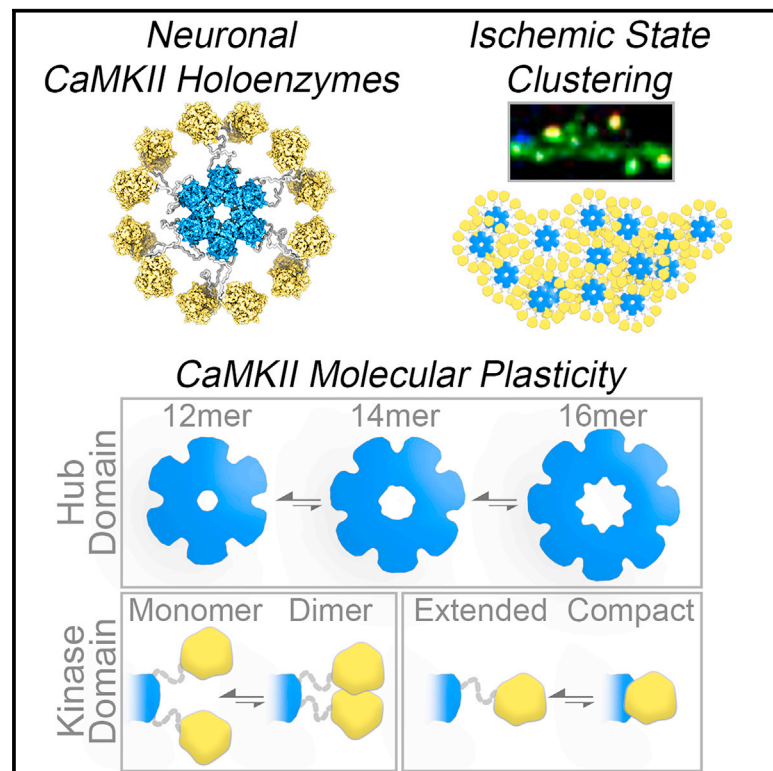 Neuronal
CaMKII Holoenzymes
Ischemic State
Clustering
CaMKII Molecular Plasticity
Hub
Domain
12mer
14mer
16mer
Kinase
Domain
Monomer
Dimer
Extended
Compact